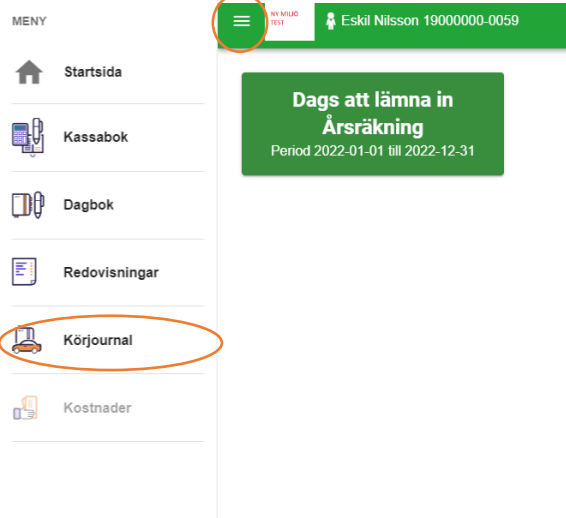 MENY
Startsida
Kassabok
Dagbok
Redovisningar
Körjournal
Kostnader
NY MILJÖ
TEST
Eskil Nilsson 19000000-0059
Dags att lämna in
Årsräkning
Period 2022-01-01 till 2022-12-31